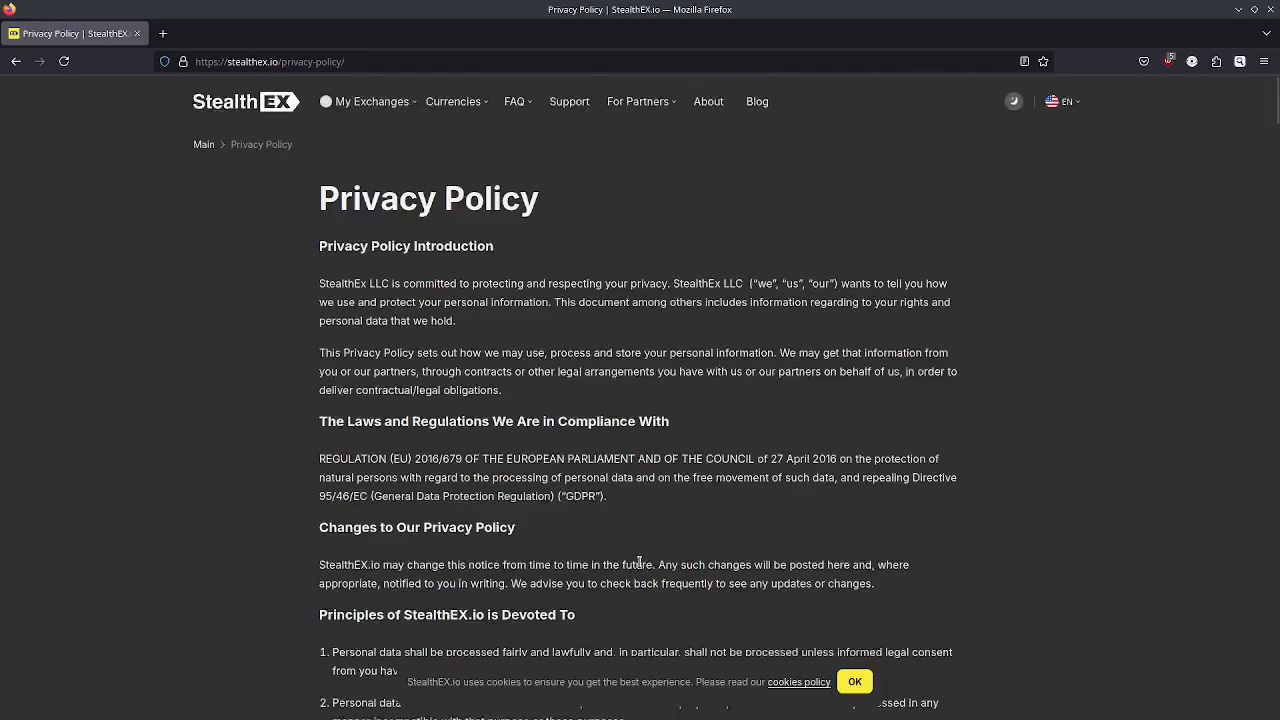 Privacy Policy | StealthEX.io — Mozilla Firefox
Privacy Policy | StealthEX.
https://stealthex.io/privacy-policy/
5
StealthEX
My Exchanges
Currencies
FAQ
Support
For Partners
About
Blog
EN
Main > Privacy Policy
Privacy Policy
Privacy Policy Introduction
StealthEx LLC is committed to protecting and respecting your privacy. StealthEx LLC (“we”, “us”, “our”) wants to tell you how
we use and protect your personal information. This document among others includes information regarding to your rights and
personal data that we hold.
This Privacy Policy sets out how we may use, process and store your personal information. We may get that information from
you or our partners, through contracts or other legal arrangements you have with us or our partners on behalf of us, in order to
deliver contractual/legal obligations.
The Laws and Regulations We Are in Compliance With
REGULATION (EU) 2016/679 OF THE EUROPEAN PARLIAMENT AND OF THE COUNCIL of 27 April 2016 on the protection of
natural persons with regard to the processing of personal data and on the free movement of such data, and repealing Directive
95/46/EC (General Data Protection Regulation) (“GDPR”).
Changes to Our Privacy Policy
StealthEX.io may change this notice from time to time in the future. Any such changes will be posted here and, where
appropriate, notified to you in writing. We advise you to check back frequently to see any updates or changes.
Principles of StealthEX.io is Devoted To
1. Personal data shall be processed fairly and lawfully and, in particular, shall not be processed unless informed legal consent
from you hav
StealthEX.io uses cookies to ensure you get the best experience. Please read our cookies policy
OK
2. Personal data
essed in any